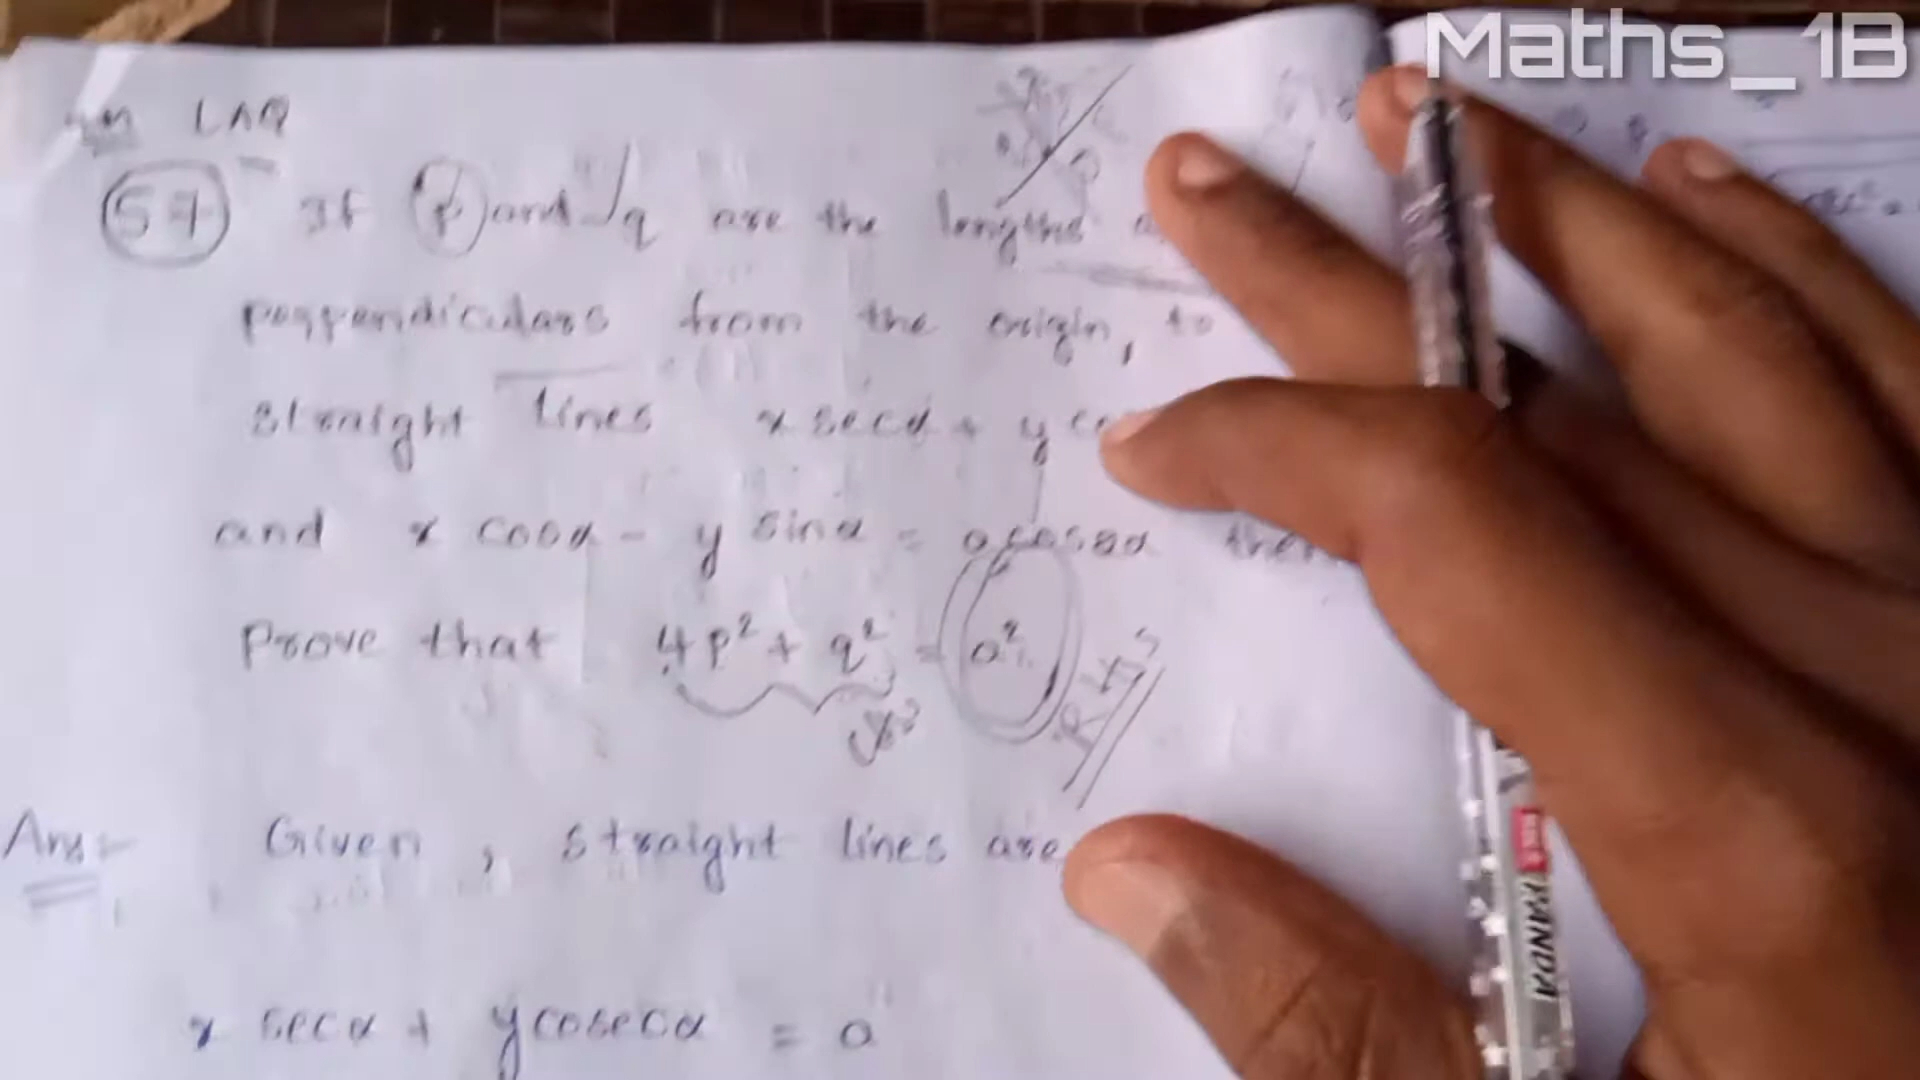 Maths_1B
LAQ
57 If p and q are the lengths
perpendiculars from the origin, to
straight lines x secα + y
and x cosα - y sinα = a cos2α then
Prove that 4p² + q² = a²
RHS
Ans:- Given, straight lines are
x secα + y cosecα = a